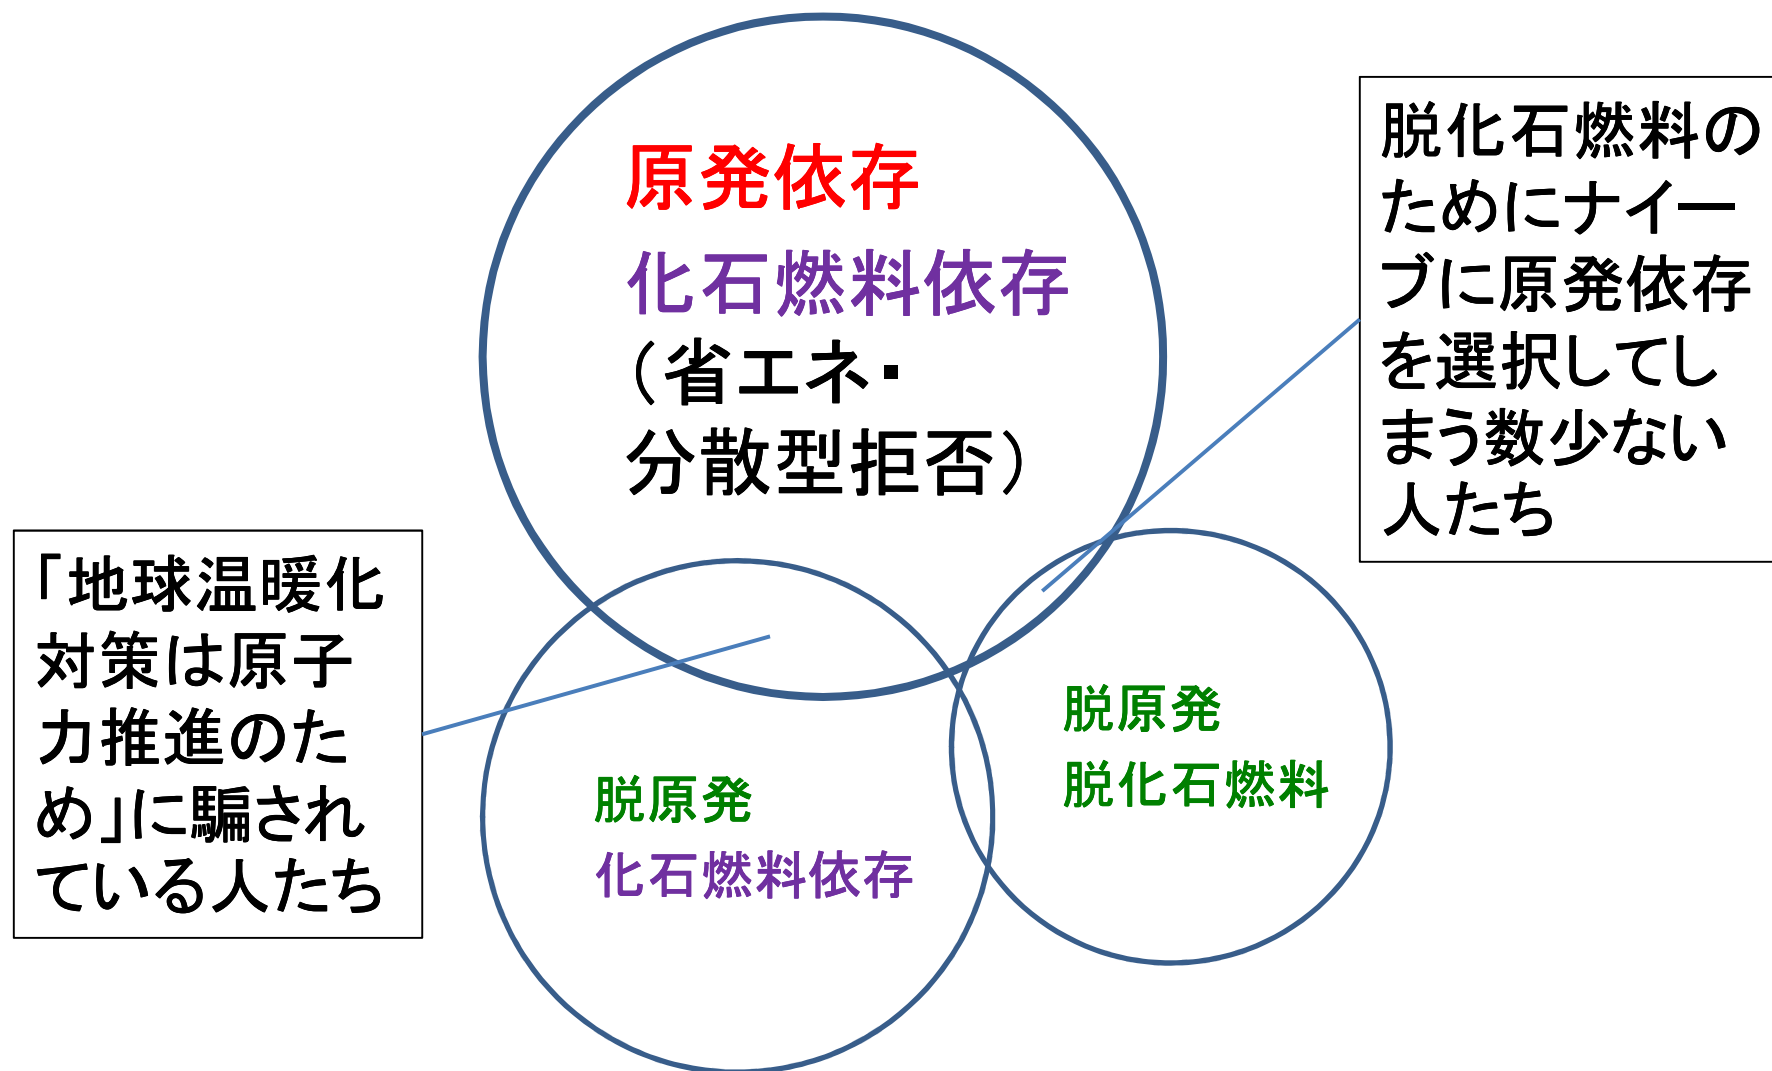 原発依存
化石燃料依存
（省エネ・
分散型拒否）
脱化石燃料の
ためにナイー
ブに原発依存
を選択してし
まう数少ない
人たち
「地球温暖化
対策は原子
力推進のた
め」に騙され
ている人たち
脱原発
化石燃料依存
脱原発
脱化石燃料